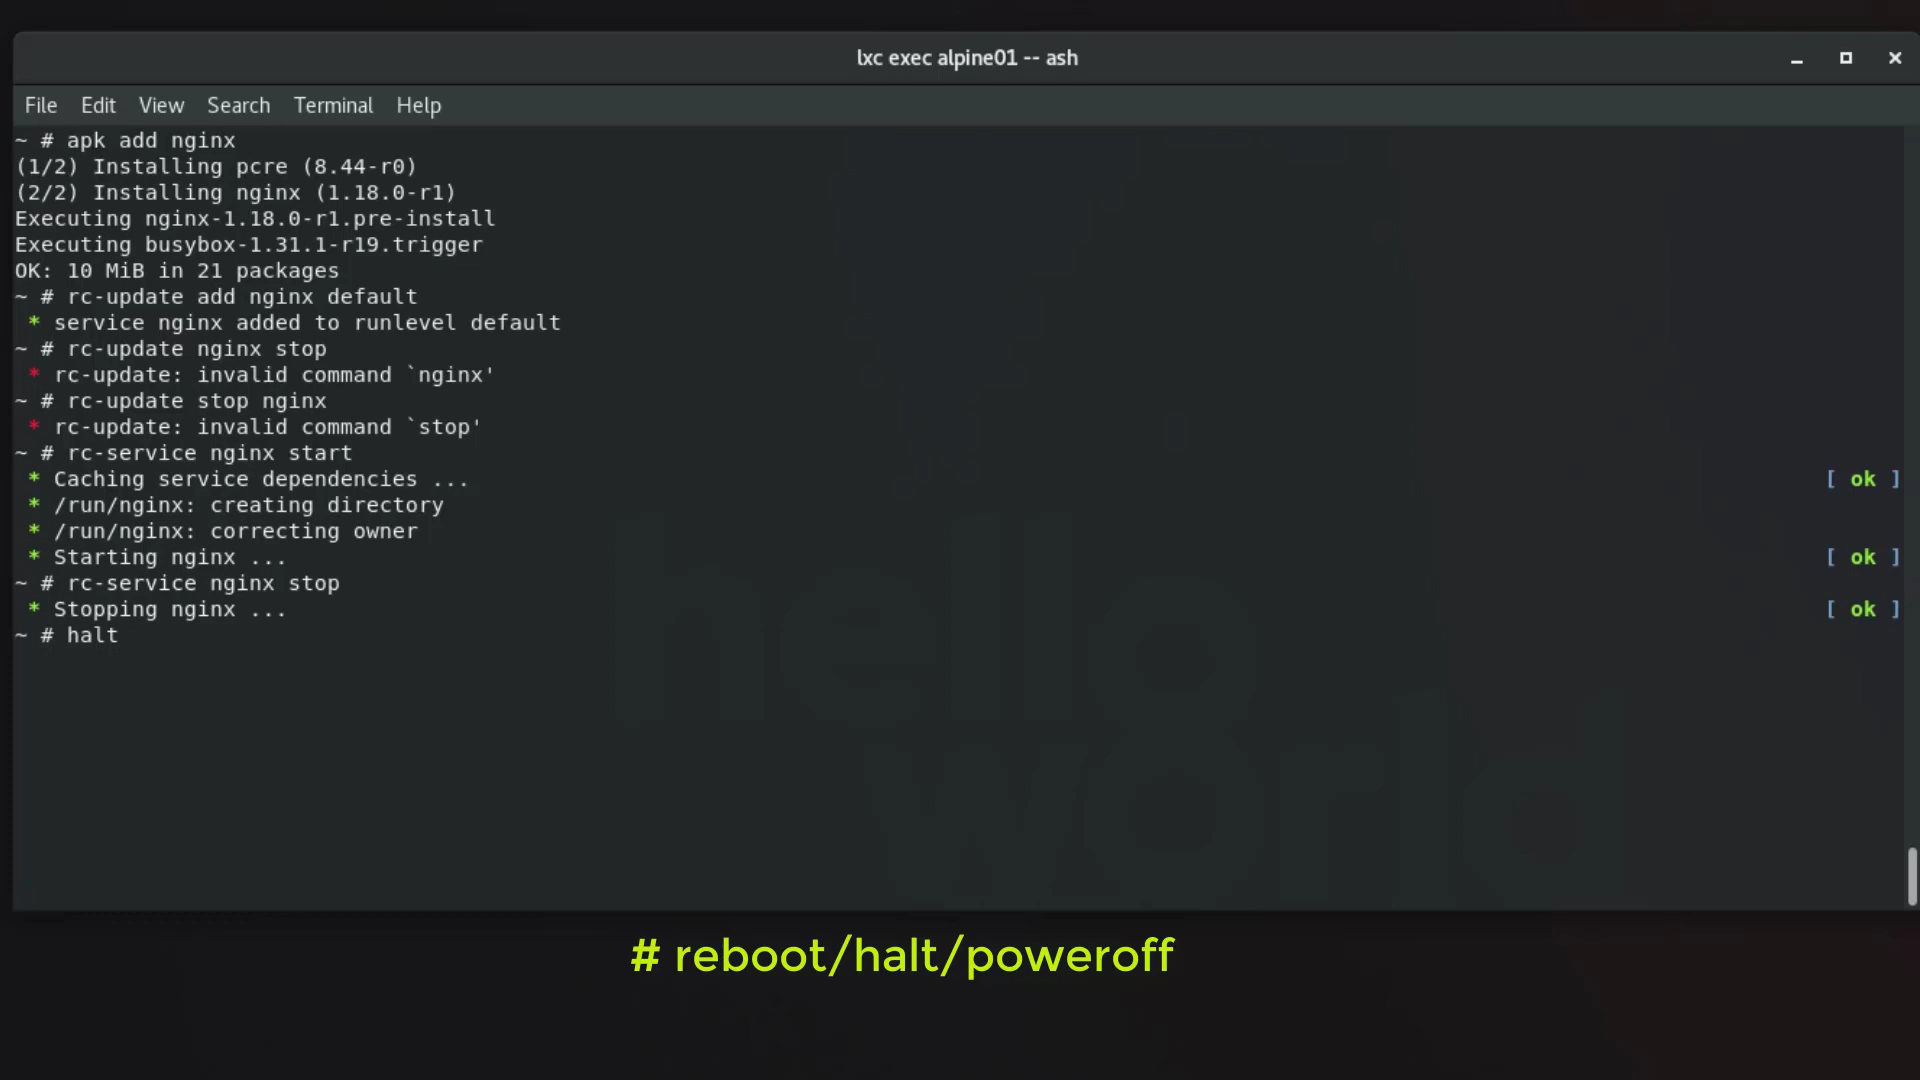 lxc exec alpine01 -- ash
File Edit View Search Terminal Help
~ # apk add nginx
(1/2) Installing pcre (8.44-r0)
(2/2) Installing nginx (1.18.0-r1)
Executing nginx-1.18.0-r1.pre-install
Executing busybox-1.31.1-r19.trigger
OK: 10 MiB in 21 packages
~ # rc-update add nginx default
 * service nginx added to runlevel default
~ # rc-update nginx stop
 * rc-update: invalid command `nginx'
~ # rc-update stop nginx
 * rc-update: invalid command `stop'
~ # rc-service nginx start
 * Caching service dependencies ... [ ok ]
 * /run/nginx: creating directory
 * /run/nginx: correcting owner
 * Starting nginx ... [ ok ]
~ # rc-service nginx stop
 * Stopping nginx ... [ ok ]
~ # halt
hello
world
# reboot/halt/poweroff